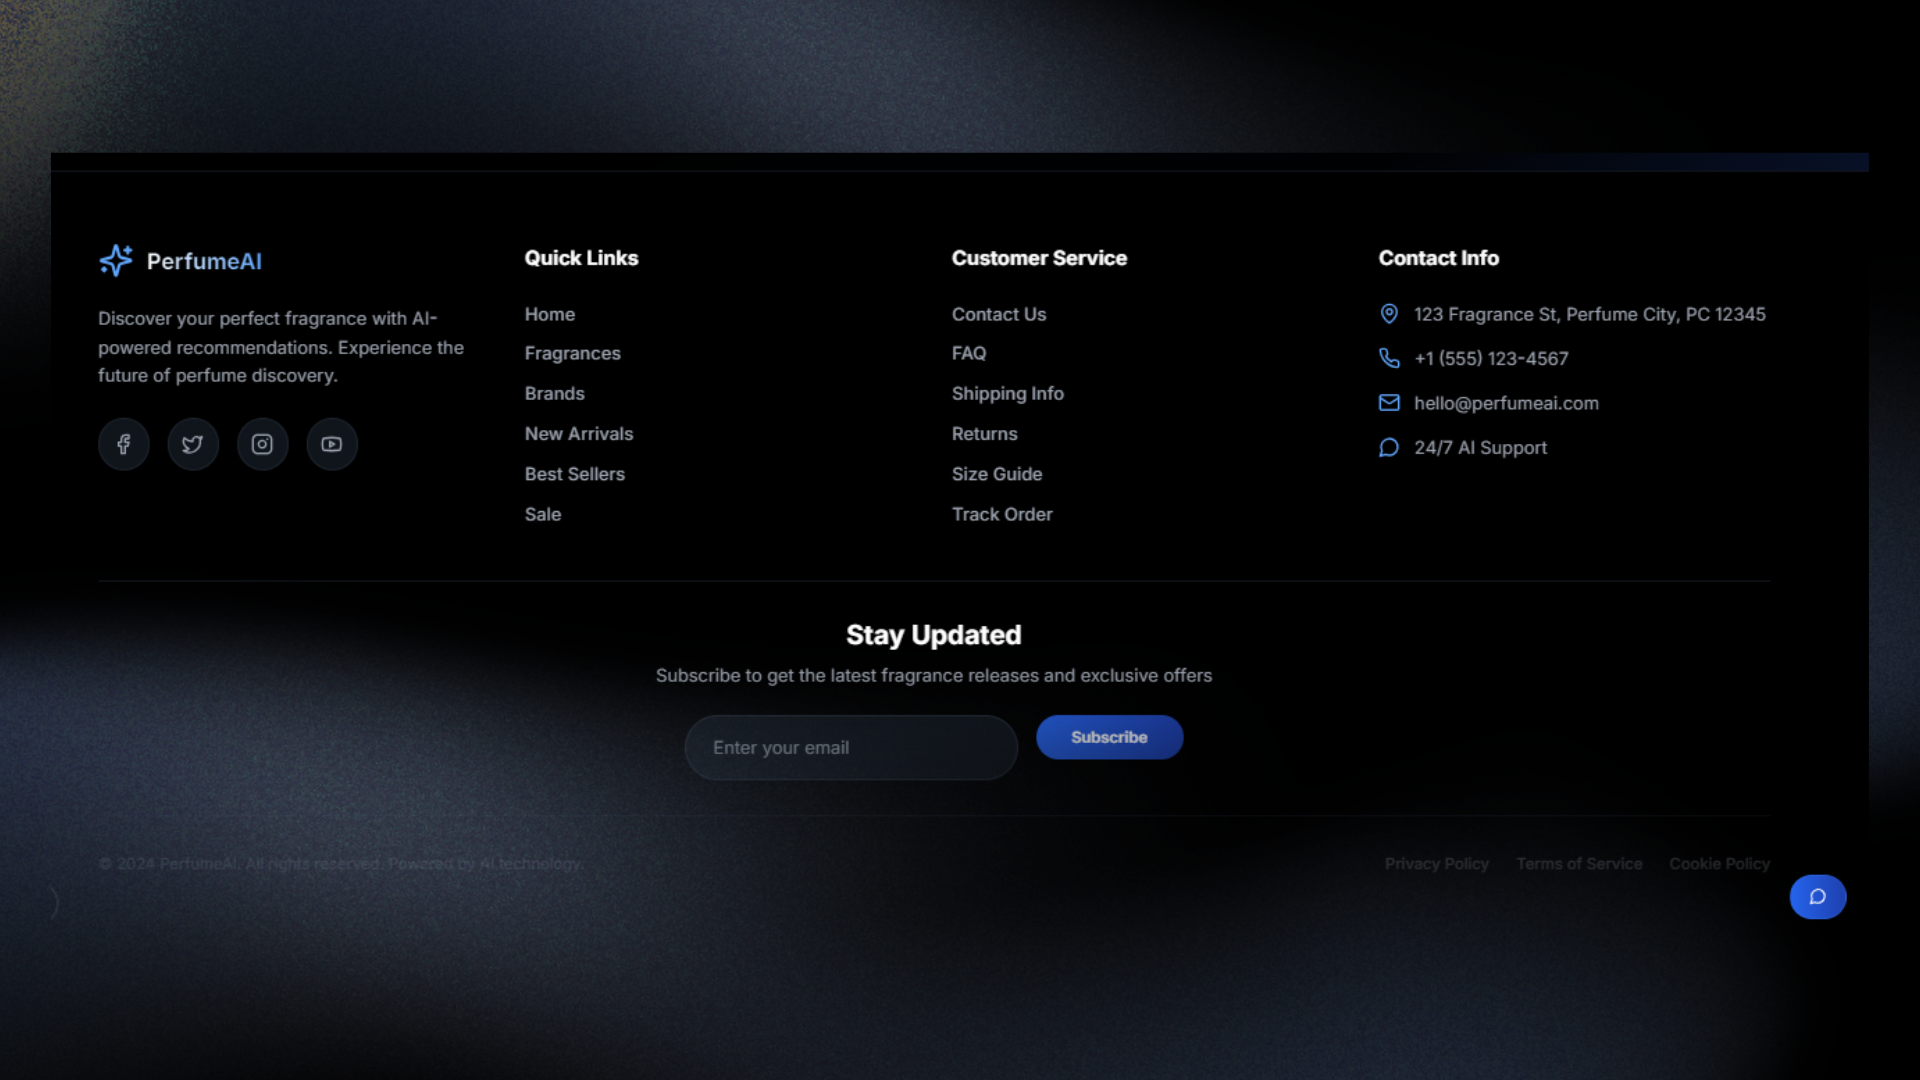 PerfumeAI
Discover your perfect fragrance with AI-
powered recommendations. Experience the
future of perfume discovery.
Quick Links
Home
Fragrances
Brands
New Arrivals
Best Sellers
Sale
Customer Service
Contact Us
FAQ
Shipping Info
Returns
Size Guide
Track Order
Contact Info
123 Fragrance St, Perfume City, PC 12345
+1 (555) 123-4567
hello@perfumeai.com
24/7 AI Support
Stay Updated
Subscribe to get the latest fragrance releases and exclusive offers
Enter your email
Subscribe
© 2024 PerfumeAI. All rights reserved. Powered by AI technology.
Privacy Policy Terms of Service Cookie Policy